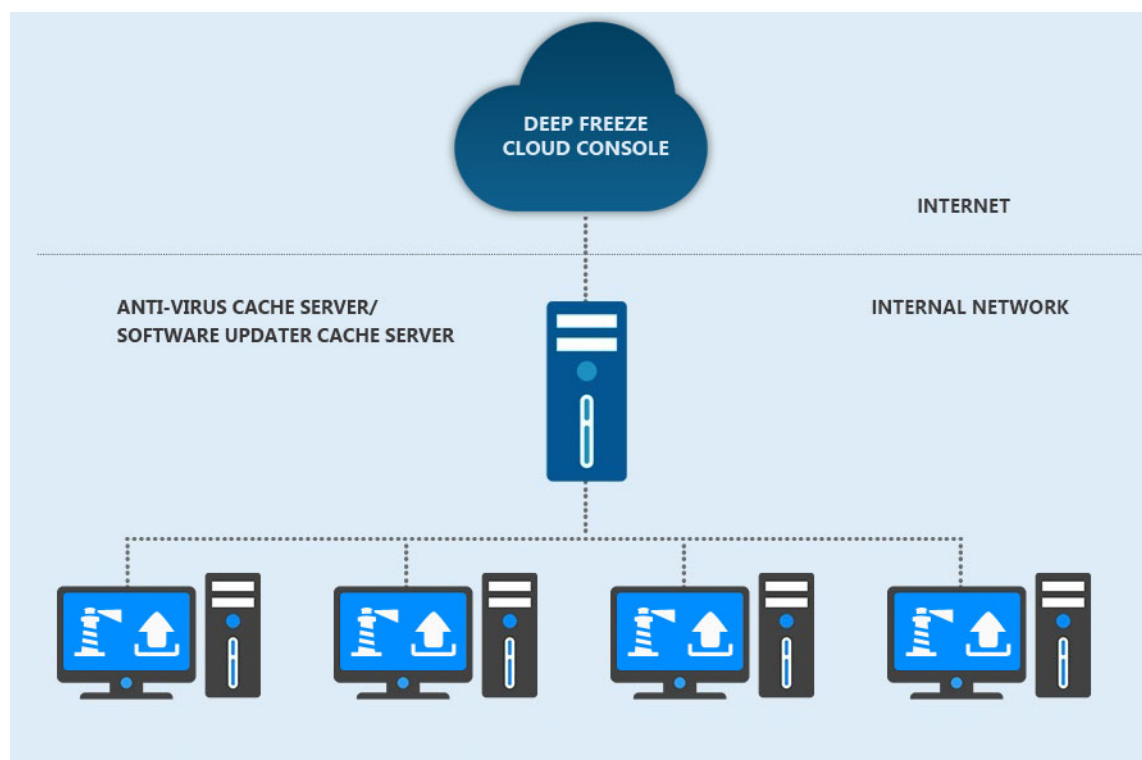 DEEP FREEZE
CLOUD CONSOLE
INTERNET
ANTI-VIRUS CACHE SERVER/
SOFTWARE UPDATER CACHE SERVER
INTERNAL NETWORK